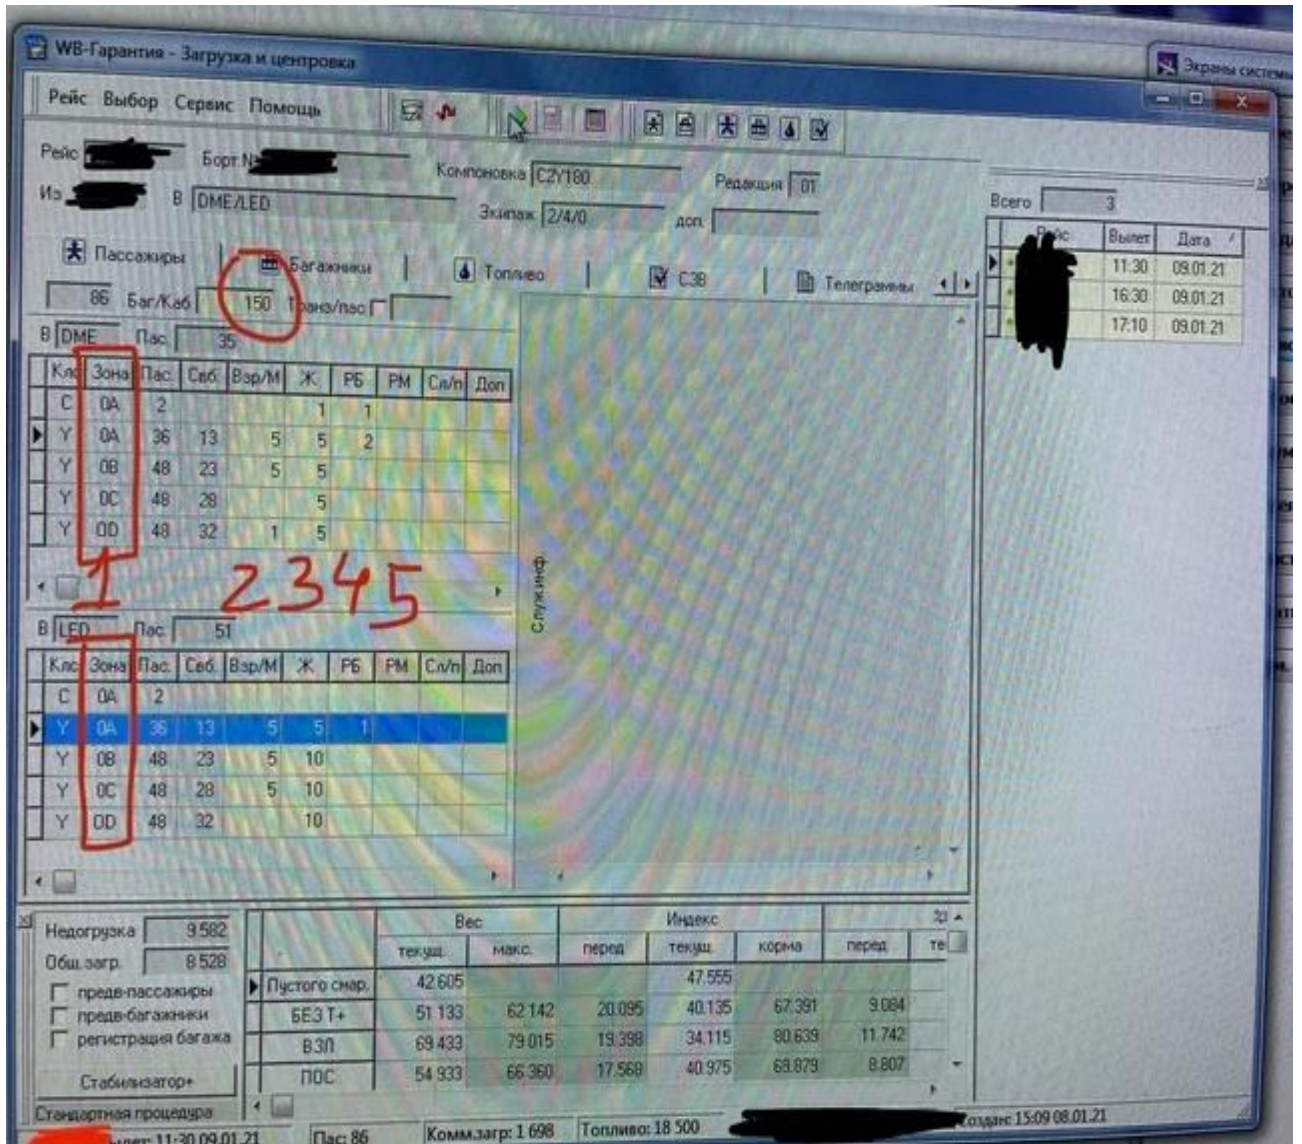 WB-Гарантия - Загрузка и центровка
Экраны системы
Рейс Выбор Сервис Помощь
Рейс Борт N
Компоновка C2Y180 Редакция 01
Из В DME/LED
Экипаж 2/4/0 доп.
Всего 3
Рейс Вылет Дата
11:30 09.01.21
16:30 09.01.21
17:10 09.01.21
Пассажиры Багажники Топливо СЗВ Телеграммы
86 Баг/Каб 150 Транз/пас
В DME Пас. 35
Клс Зона Пас. Свб. Взр/М Ж РБ РМ Сл/п Доп
C 0A 2 1 1
Y 0A 36 13 5 5 2
Y 0B 48 23 5 5
Y 0C 48 28 5
Y 0D 48 32 1 5
1 2 3 4 5
Служ.инф.
В LED Пас. 51
Клс Зона Пас. Свб. Взр/М Ж РБ РМ Сл/п Доп
C 0A 2
Y 0A 36 13 5 5 1
Y 0B 48 23 5 10
Y 0C 48 28 5 10
Y 0D 48 32 10
Недогрузка 9.582
Общ.загр. 8 528
предв-пассажиры
предв-багажники
регистрация багажа
Стабилизатор+
Стандартная процедура
Вес Индекс
текущ. макс. перед текущ. корма перед те
Пустого снар. 42 605 47.555
БЕЗ Т+ 51 133 62 142 20.095 40.135 67.391 9.084
ВЗЛ 69 433 79 015 19.398 34.115 80.639 11.742
ПОС 54 933 66 360 17.568 40.975 69.879 8.807
Вылет: 11:30 09.01.21 Пас: 86 Комм.загр: 1 698 Топливо: 18 500 Создан: 15:09 08.01.21